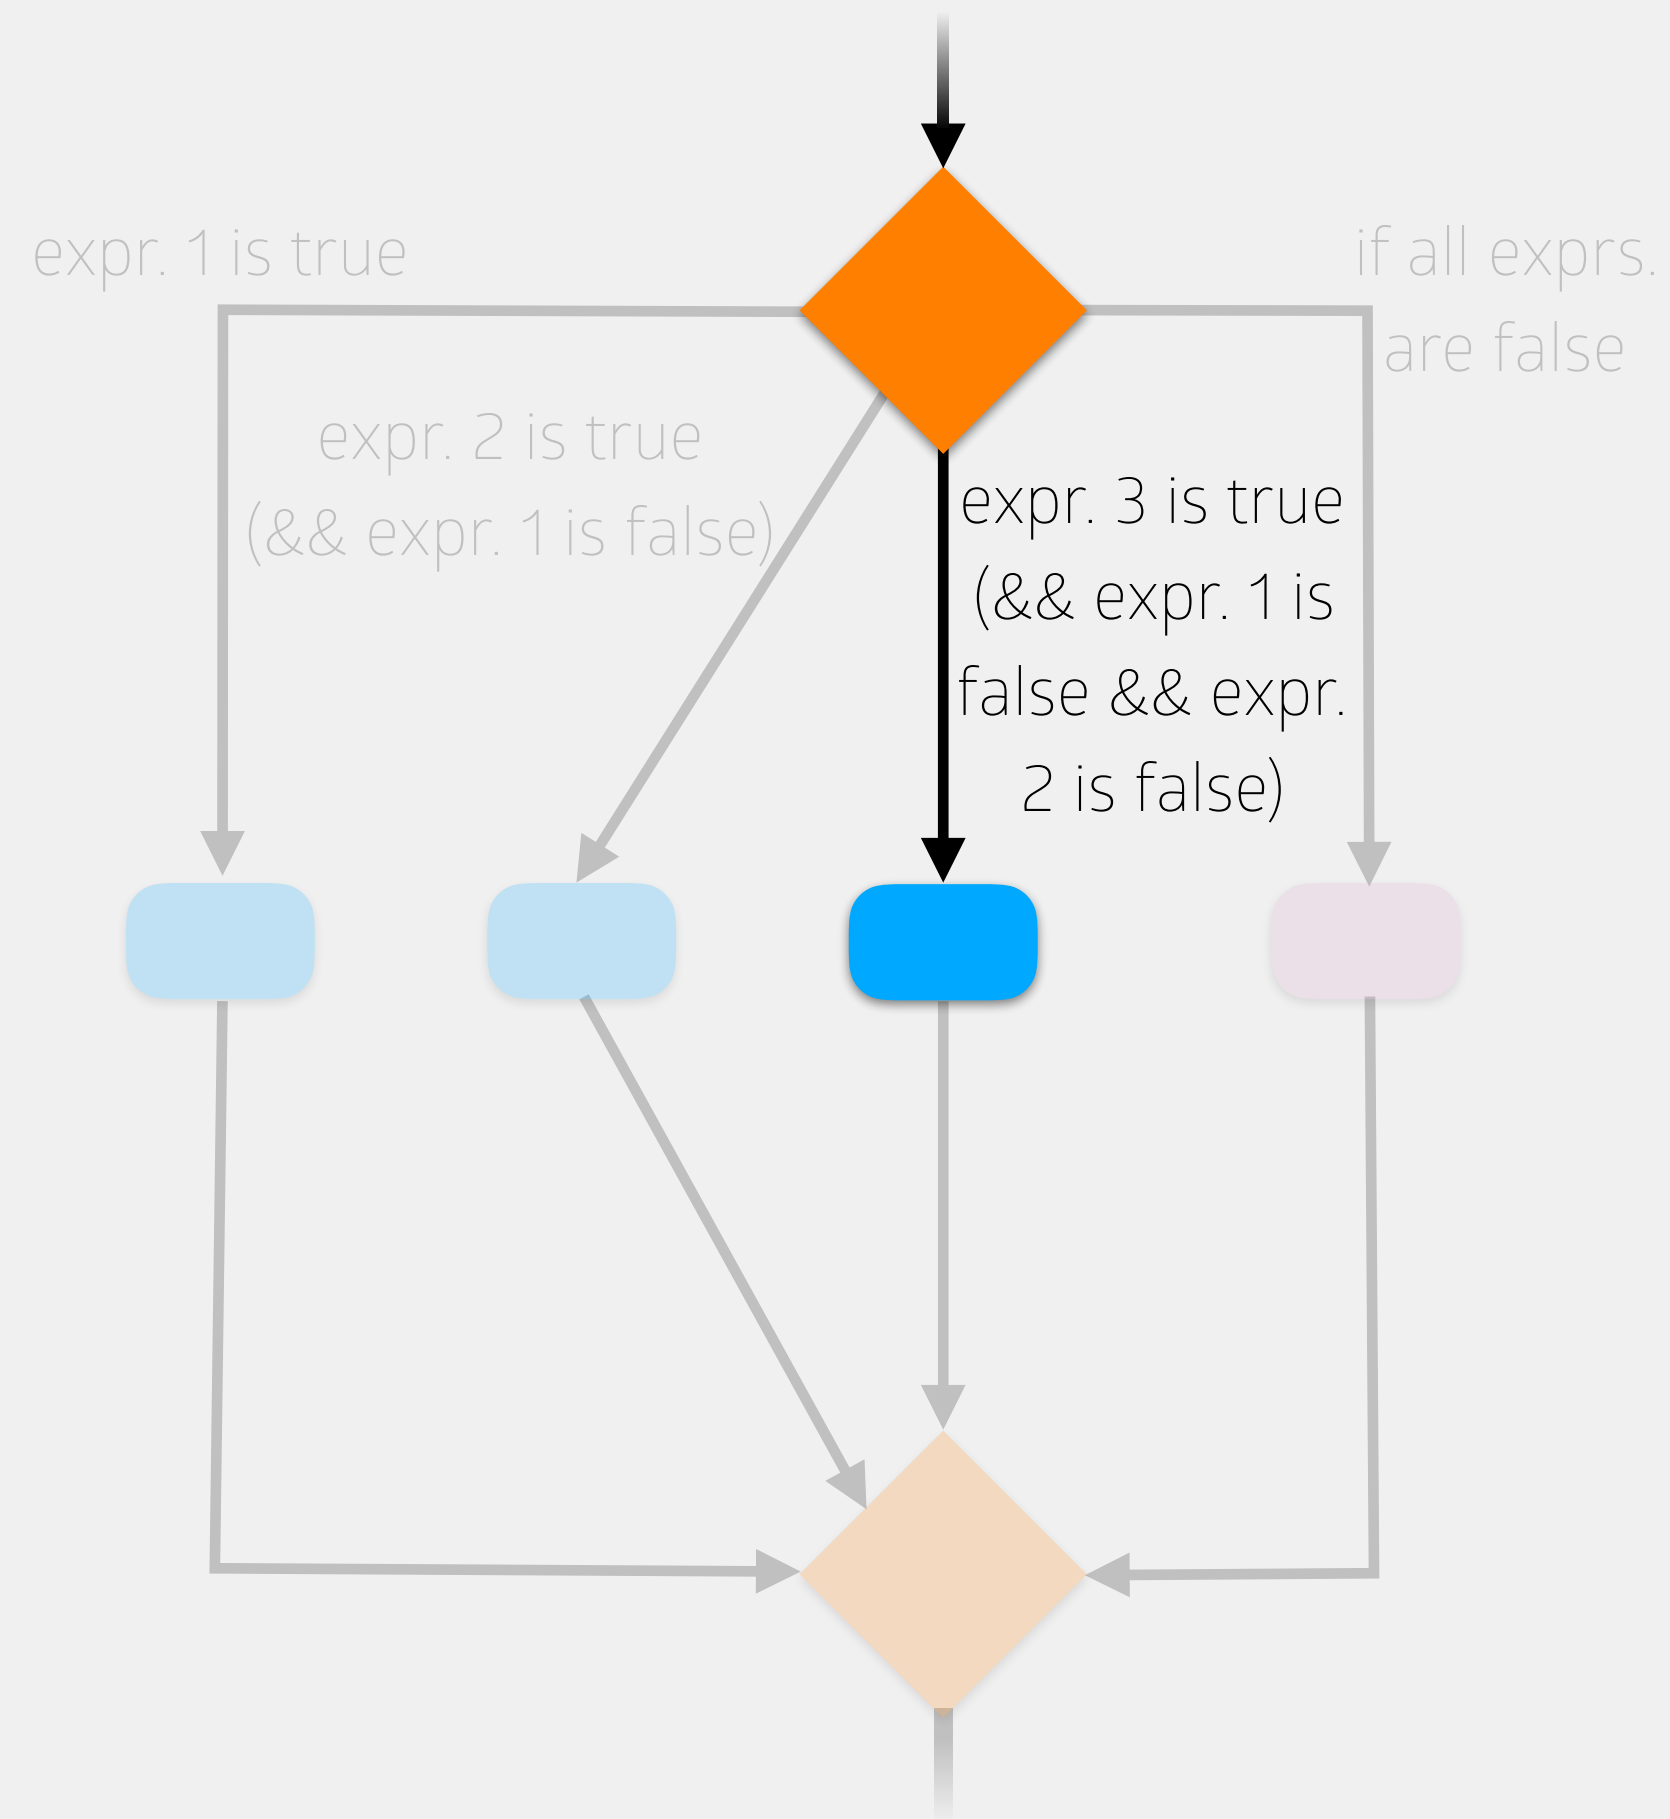 expr. 1 is true
if all exprs.
are false
expr. 2 is true
(&& expr. 1 is false)
expr. 3 is true
(&& expr. 1 is
false && expr.
2 is false)